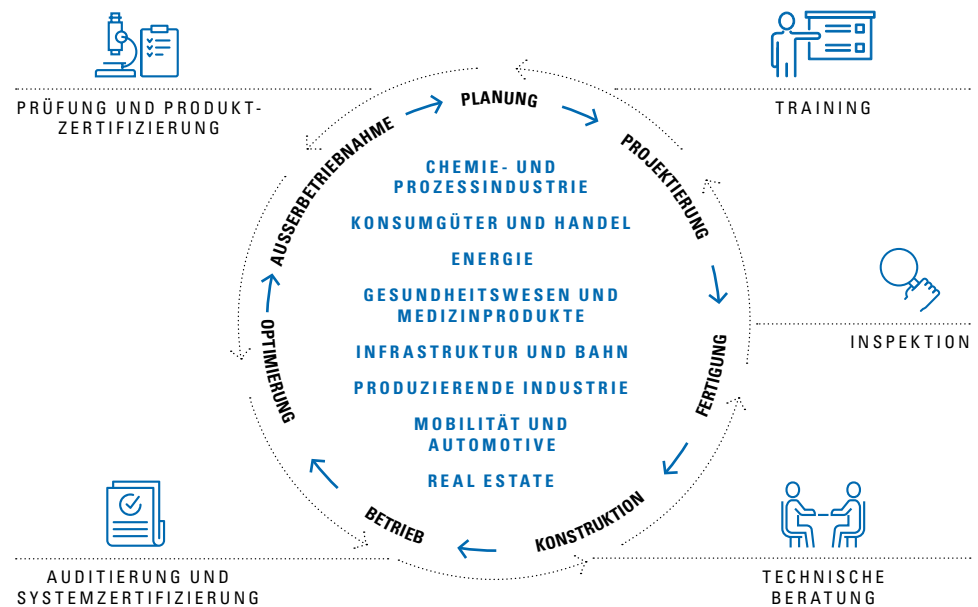 PRÜFUNG UND PRODUKT-
ZERTIFIZIERUNG
TRAINING
INSPEKTION
TECHNISCHE
BERATUNG
AUDITIERUNG UND
SYSTEMZERTIFIZIERUNG
PLANUNG
PROJEKTIERUNG
FERTIGUNG
KONSTRUKTION
BETRIEB
OPTIMIERUNG
AUSSERBETRIEBNAHME
CHEMIE- UND
PROZESSINDUSTRIE
KONSUMGÜTER UND HANDEL
ENERGIE
GESUNDHEITSWESEN UND
MEDIZINPRODUKTE
INFRASTRUKTUR UND BAHN
PRODUZIERENDE INDUSTRIE
MOBILITÄT UND
AUTOMOTIVE
REAL ESTATE